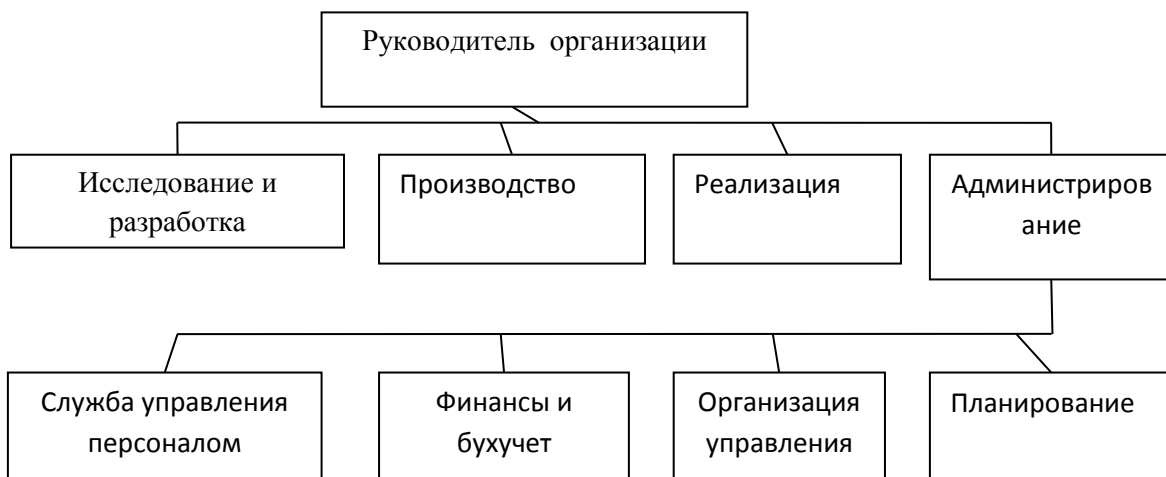 Руководитель организации
Исследование и
разработка
Производство
Реализация
Администриров
ание
Служба управления
персоналом
Финансы и
бухучет
Организация
управления
Планирование